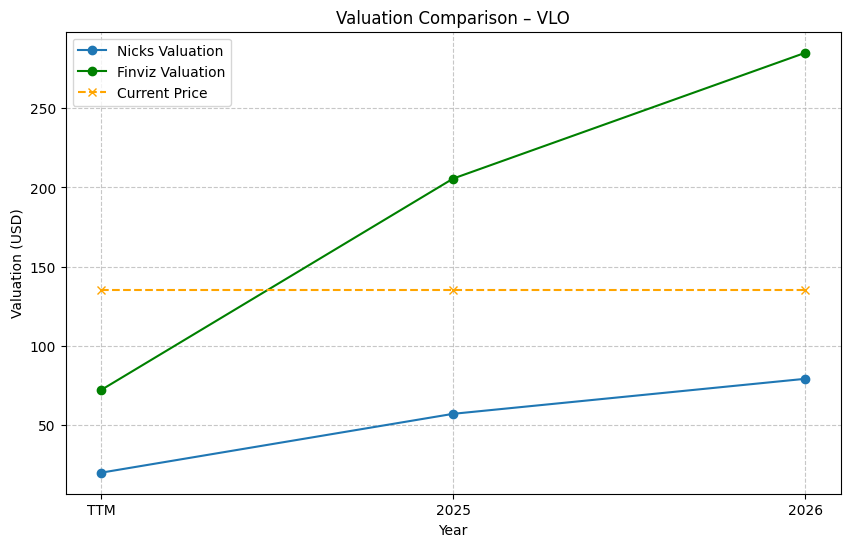 Valuation Comparison – VLO
Nicks Valuation
Finviz Valuation
Current Price
Valuation (USD)
250
200
150
100
50
TTM
2025
2026
Year